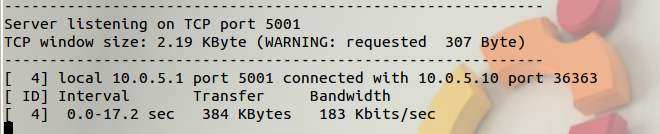 ------------------------------------------------------------
Server listening on TCP port 5001
TCP window size: 2.19 KByte (WARNING: requested  307 Byte)
------------------------------------------------------------
[  4] local 10.0.5.1 port 5001 connected with 10.0.5.10 port 36363
[ ID] Interval       Transfer     Bandwidth
[  4]  0.0-17.2 sec   384 KBytes   183 Kbits/sec